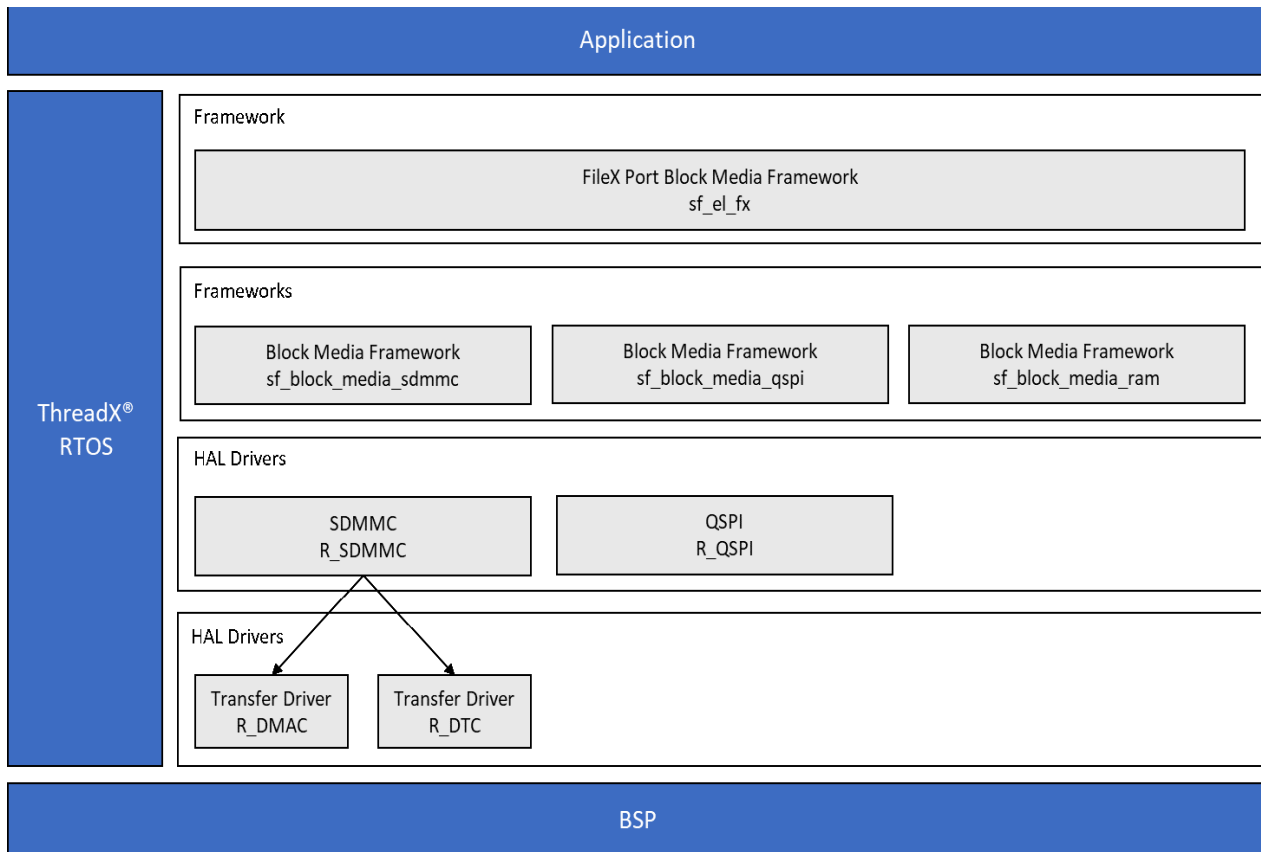 Application
ThreadX®
RTOS
Framework
FileX Port Block Media Framework
sf_el_fx
Frameworks
Block Media Framework
sf_block_media_sdmmc
Block Media Framework
sf_block_media_qspi
Block Media Framework
sf_block_media_ram
HAL Drivers
SDMMC
R_SDMMC
QSPI
R_QSPI
HAL Drivers
Transfer Driver
R_DMAC
Transfer Driver
R_DTC
BSP